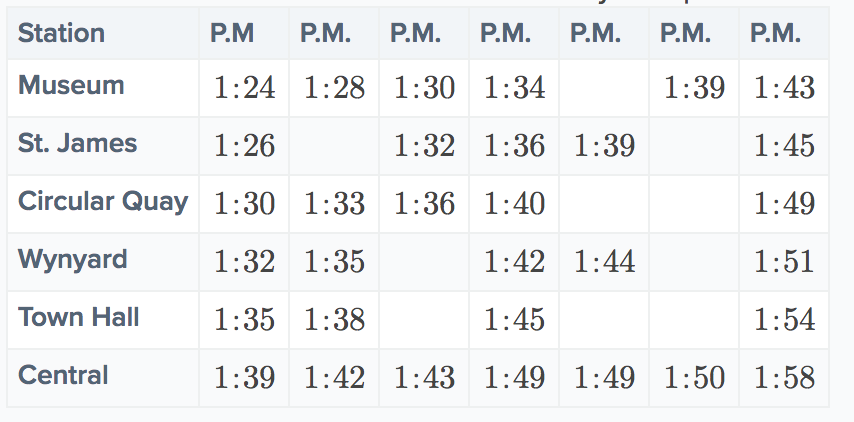 Station P.M P.M. P.M. P.M. P.M. P.M. P.M.
Museum 1:24 1:28 1:30 1:34 1:39 1:43
St. James 1:26 1:32 1:36 1:39 1:45
Circular Quay 1:30 1:33 1:36 1:40 1:49
Wynyard 1:32 1:35 1:42 1:44 1:51
Town Hall 1:35 1:38 1:45 1:54
Central 1:39 1:42 1:43 1:49 1:49 1:50 1:58